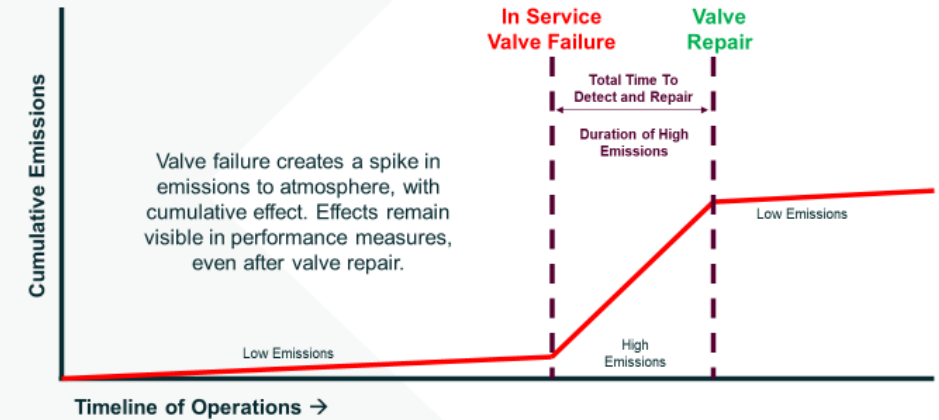 In Service
Valve Failure
Valve
Repair
Total Time To
Detect and Repair
Duration of High
Emissions
Cumulative Emissions
Valve failure creates a spike in
emissions to atmosphere, with
cumulative effect. Effects remain
visible in performance measures,
even after valve repair.
Low Emissions
Low Emissions
High
Emissions
Timeline of Operations →